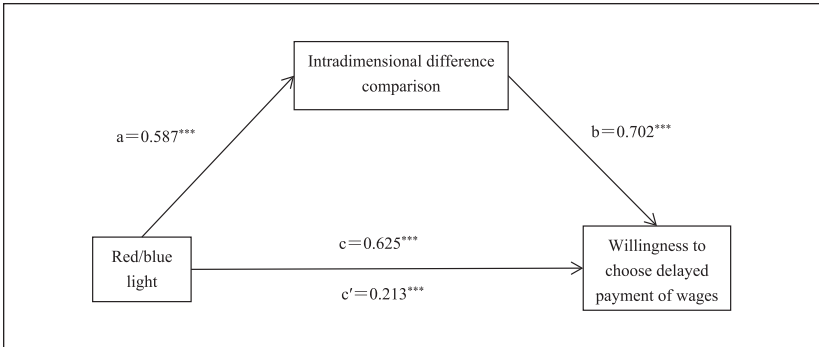 Intradimensional difference
comparison
a=0.587***
b=0.702***
Red/blue
light
c=0.625***
c′=0.213***
Willingness to
choose delayed
payment of wages